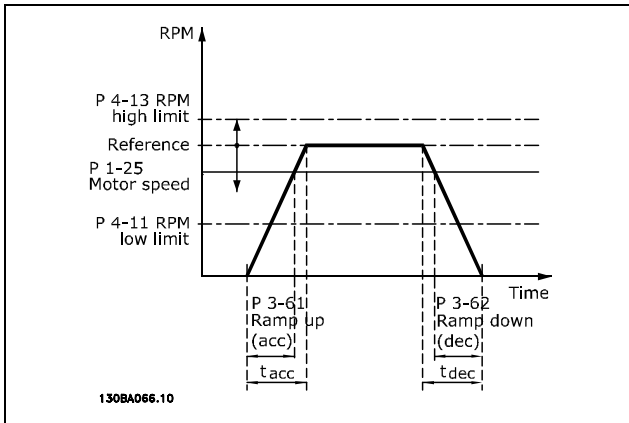 RPM
P 4-13 RPM
high limit
Reference
P 1-25
Motor speed
P 4-11 RPM
low limit
Time
P 3-61
Ramp up
(acc)
tacc
P 3-62
Ramp down
(dec)
tdec
130BA066.10